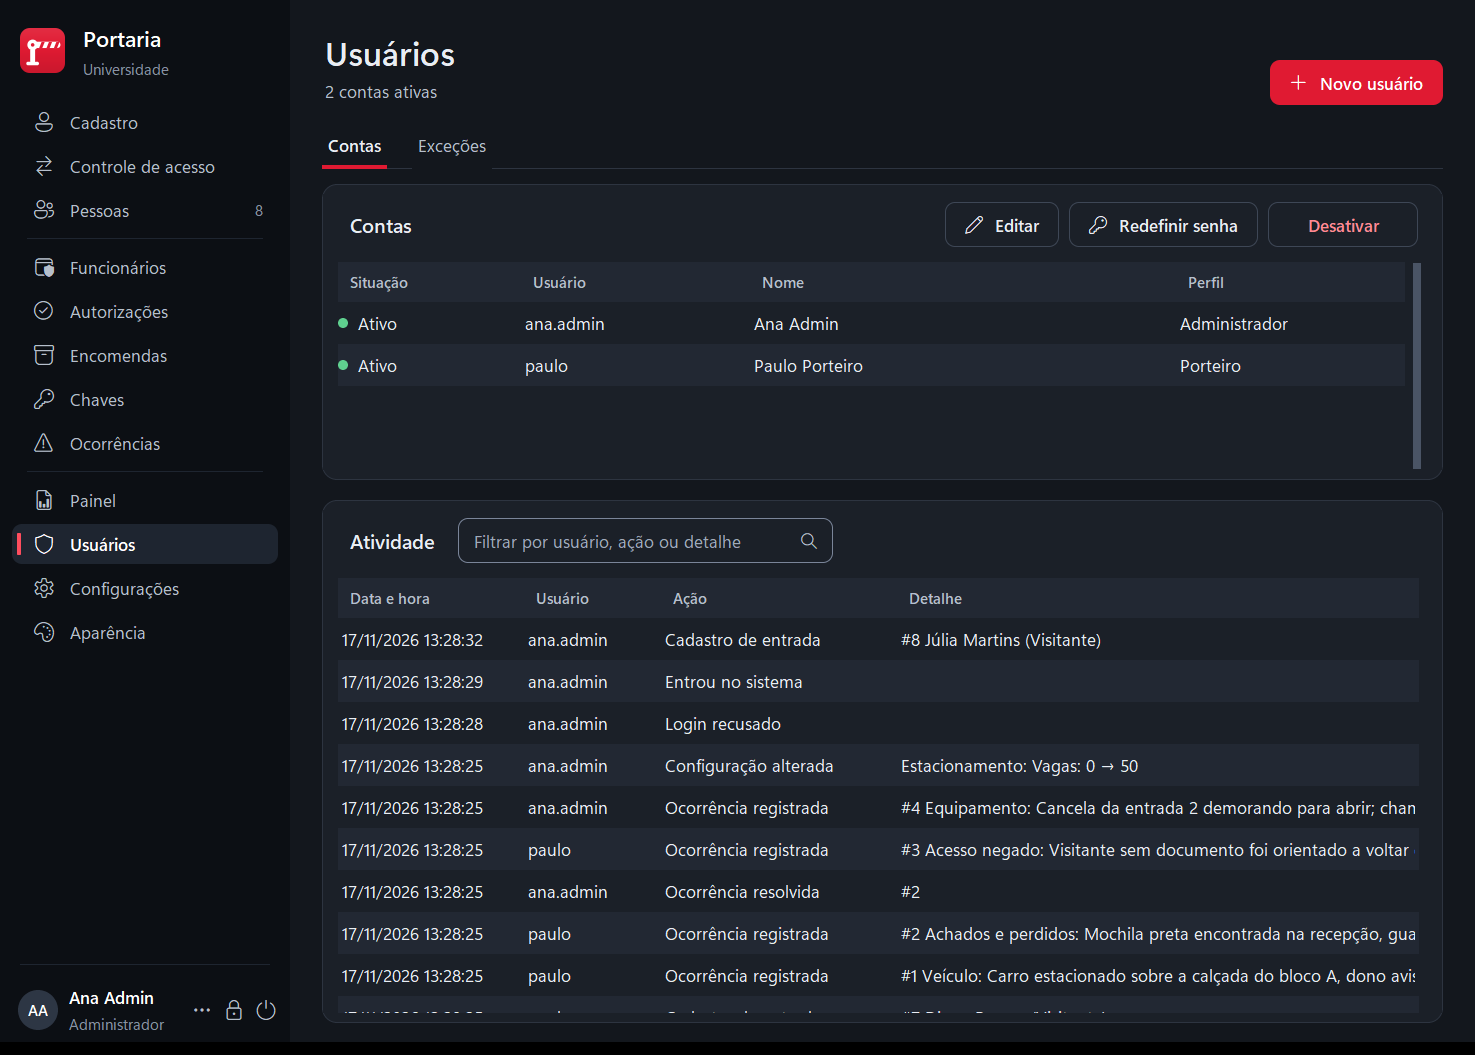 Portaria
Universidade
Cadastro
Controle de acesso
Pessoas 8
Funcionários
Autorizações
Encomendas
Chaves
Ocorrências
Painel
Usuários
Configurações
Aparência
AA
Ana Admin
Administrador
Usuários
2 contas ativas
Novo usuário
Contas Exceções
Contas
Editar
Redefinir senha
Desativar
Situação Usuário Nome Perfil
Ativo ana.admin Ana Admin Administrador
Ativo paulo Paulo Porteiro Porteiro
Atividade
Filtrar por usuário, ação ou detalhe
Data e hora Usuário Ação Detalhe
17/11/2026 13:28:32 ana.admin Cadastro de entrada #8 Júlia Martins (Visitante)
17/11/2026 13:28:29 ana.admin Entrou no sistema
17/11/2026 13:28:28 ana.admin Login recusado
17/11/2026 13:28:25 ana.admin Configuração alterada Estacionamento: Vagas: 0 → 50
17/11/2026 13:28:25 ana.admin Ocorrência registrada #4 Equipamento: Cancela da entrada 2 demorando para abrir; cham
17/11/2026 13:28:25 paulo Ocorrência registrada #3 Acesso negado: Visitante sem documento foi orientado a voltar
17/11/2026 13:28:25 ana.admin Ocorrência resolvida #2
17/11/2026 13:28:25 paulo Ocorrência registrada #2 Achados e perdidos: Mochila preta encontrada na recepção, gua
17/11/2026 13:28:25 paulo Ocorrência registrada #1 Veículo: Carro estacionado sobre a calçada do bloco A, dono avis